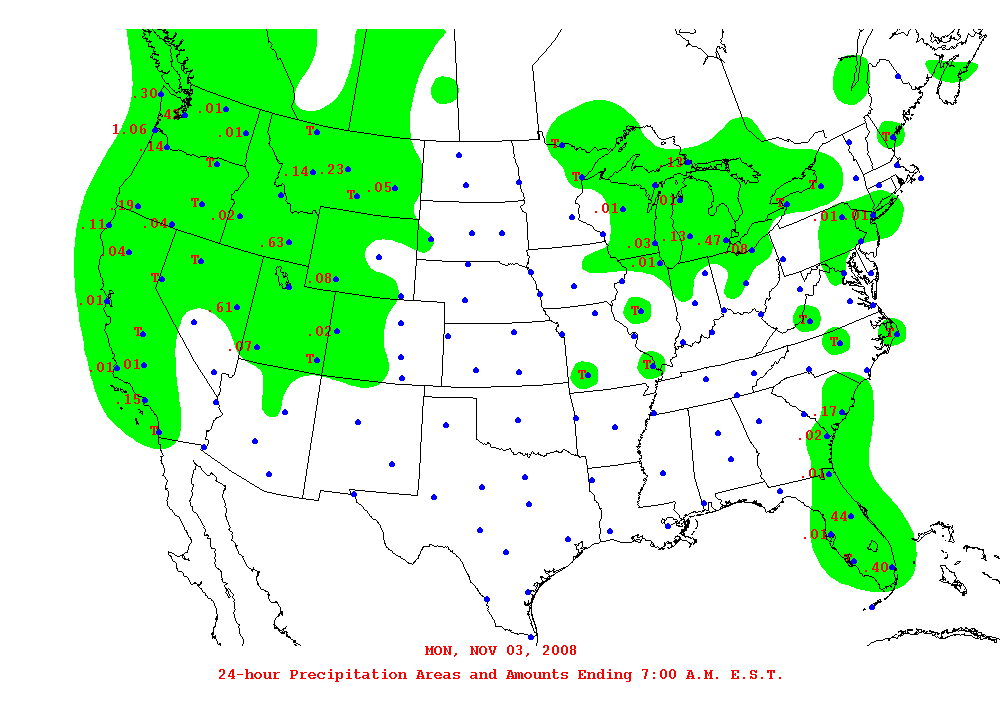 .30
.01
1.06
.01
T
.14
.11
T
T
.14
.23
T
.05
T
T
.19
T
.01
T
.01
.02
.01
.01
.11
.04
.63
.03
.13
.47
.08
04
T
.01
T
.08
.01
.61
T
T
T
.02
T
T
.07
.01
01
T
T
T
.15
.17
T
.02
.44
.01
T
.40
MON, NOV 03, 2008
24-hour Precipitation Areas and Amounts Ending 7:00 A.M. E.S.T.